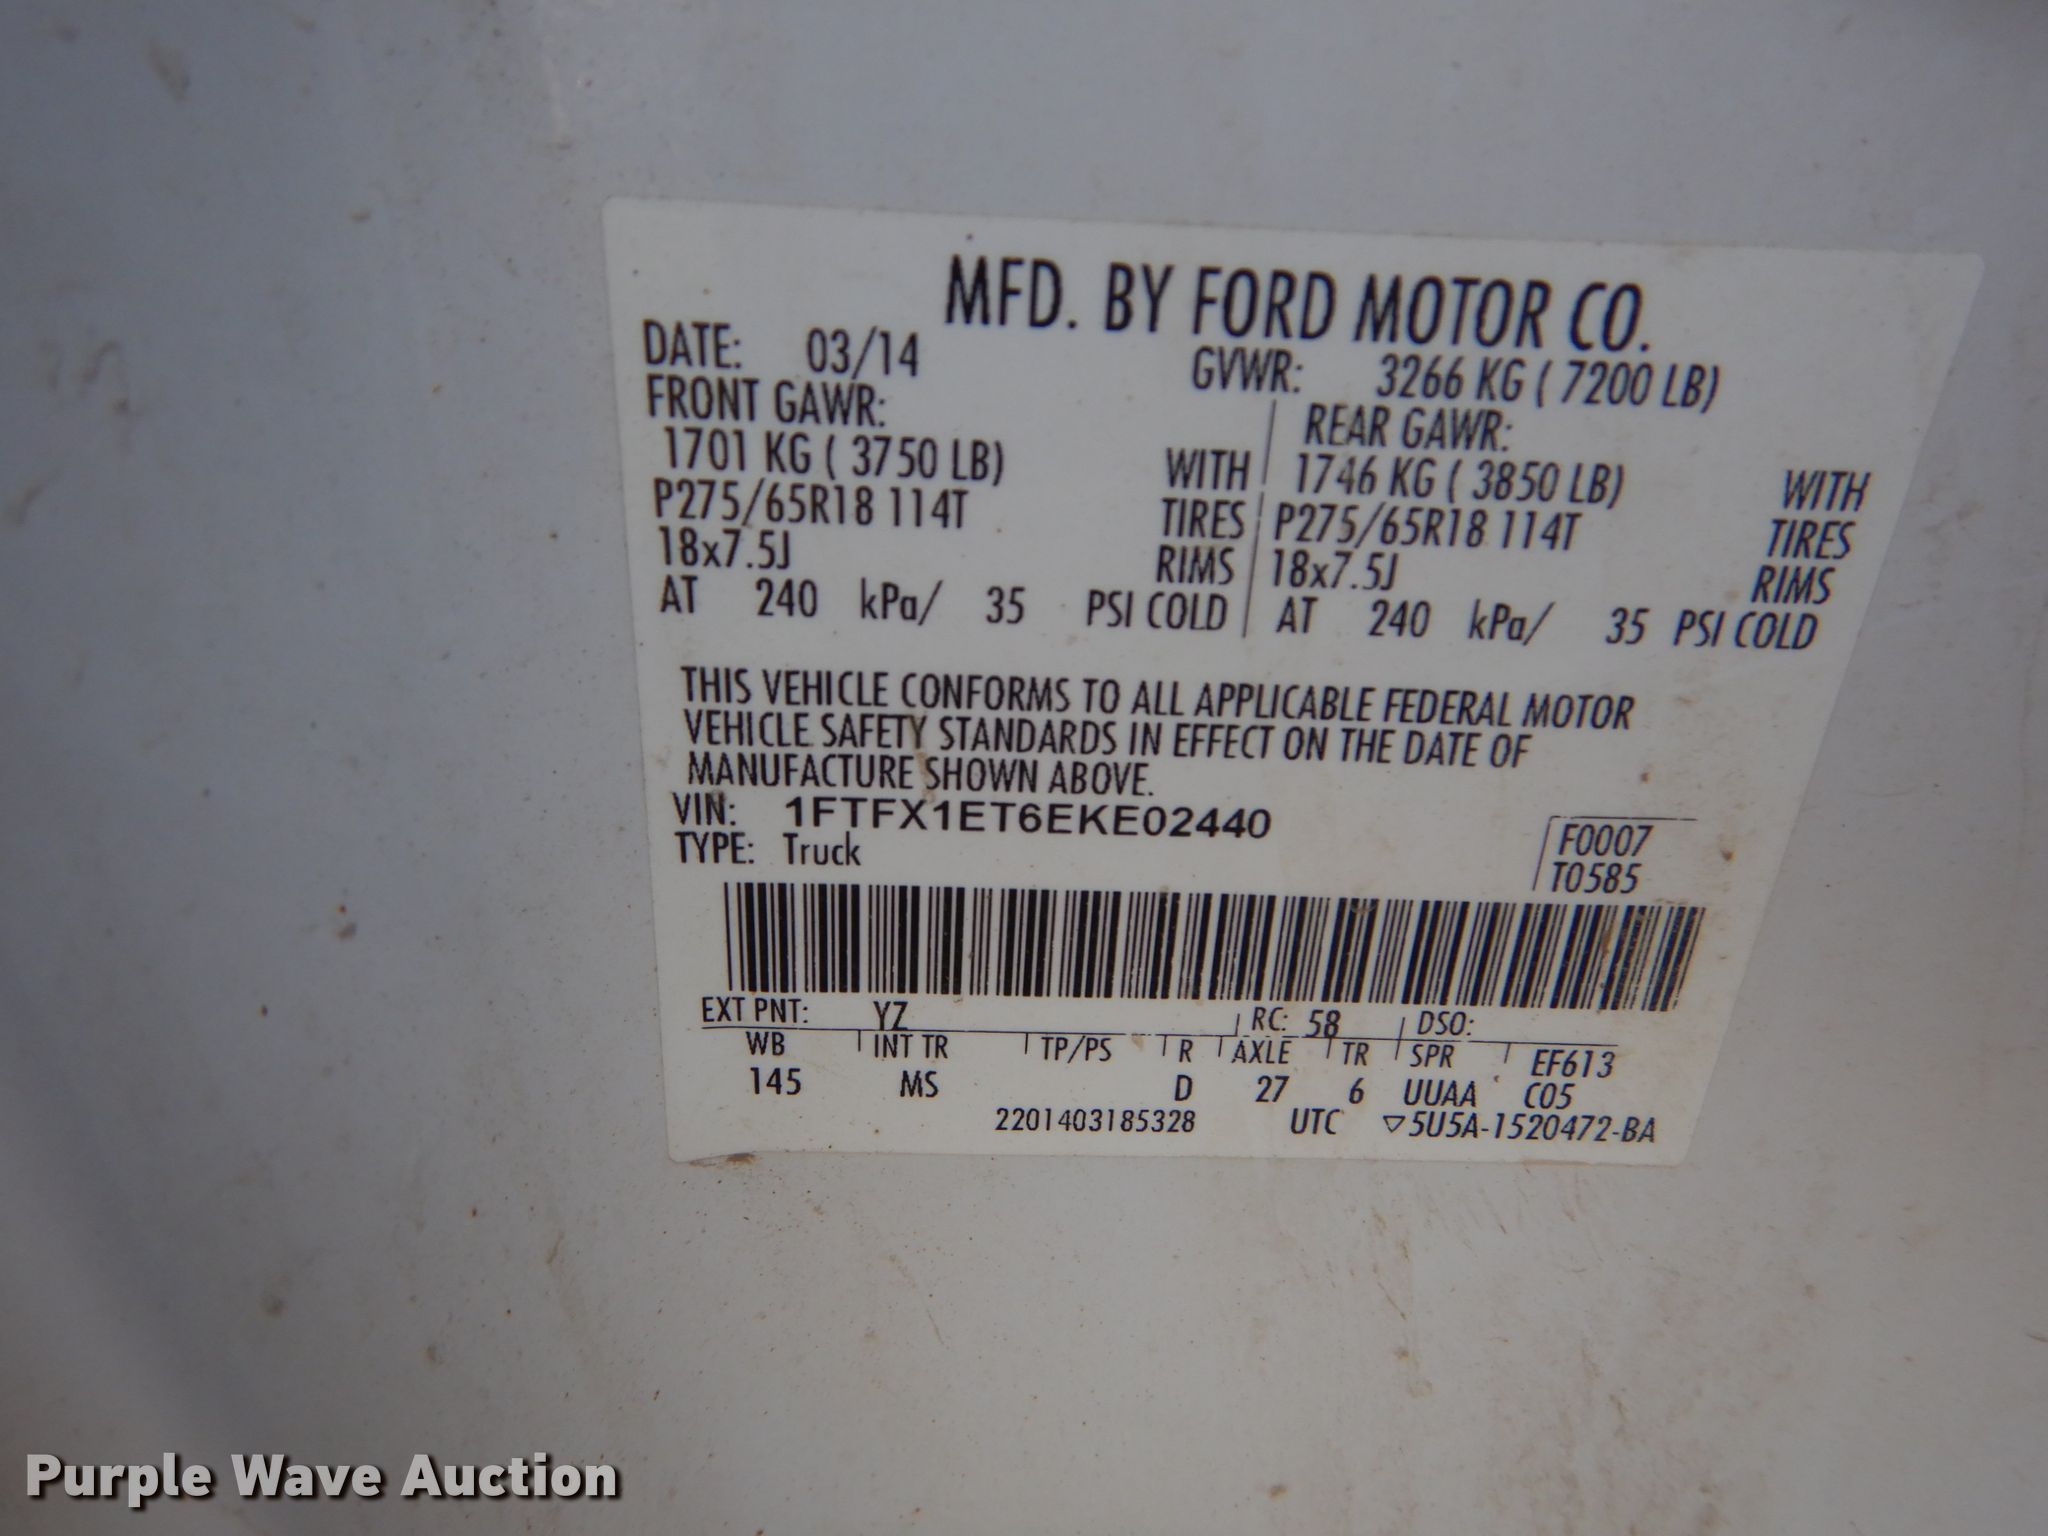 MFD. BY FORD MOTOR CO.
DATE: 03/14 GVWR: 3266 KG ( 7200 LB)
FRONT GAWR: REAR GAWR:
1701 KG ( 3750 LB) WITH 1746 KG ( 3850 LB) WITH
P275/65R18 114T TIRES P275/65R18 114T TIRES
18x7.5J RIMS 18x7.5J RIMS
AT 240 kPa/ 35 PSI COLD AT 240 kPa/ 35 PSI COLD
THIS VEHICLE CONFORMS TO ALL APPLICABLE FEDERAL MOTOR
VEHICLE SAFETY STANDARDS IN EFFECT ON THE DATE OF
MANUFACTURE SHOWN ABOVE.
VIN: 1FTFX1ET6EKE02440
TYPE: Truck
F0007
T0585
EXT PNT: YZ RC: 58 DSO:
WB INT TR TP/PS R AXLE TR SPR EF613
145 MS D 27 6 UUAA C05
2201403185328 UTC ▽5U5A-1520472-BA
Purple Wave Auction